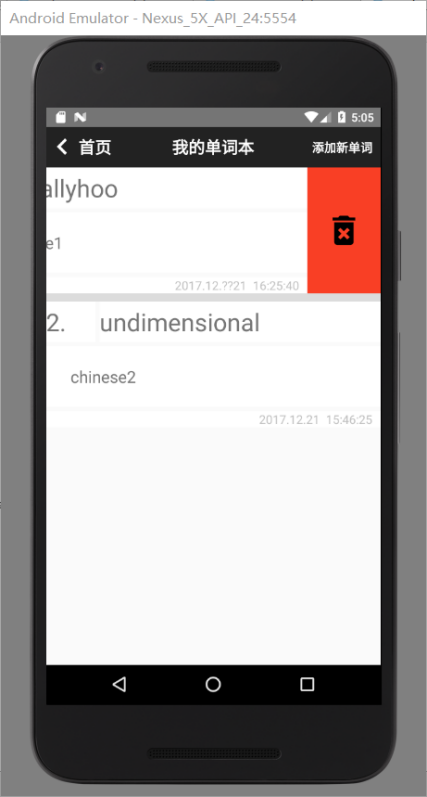 Android Emulator - Nexus_5X_API_24:5554
5:05
首页 我的单词本 添加新单词
allyhoo
e1
2017.12.??21 16:25:40
2. undimensional
chinese2
2017.12.21 15:46:25